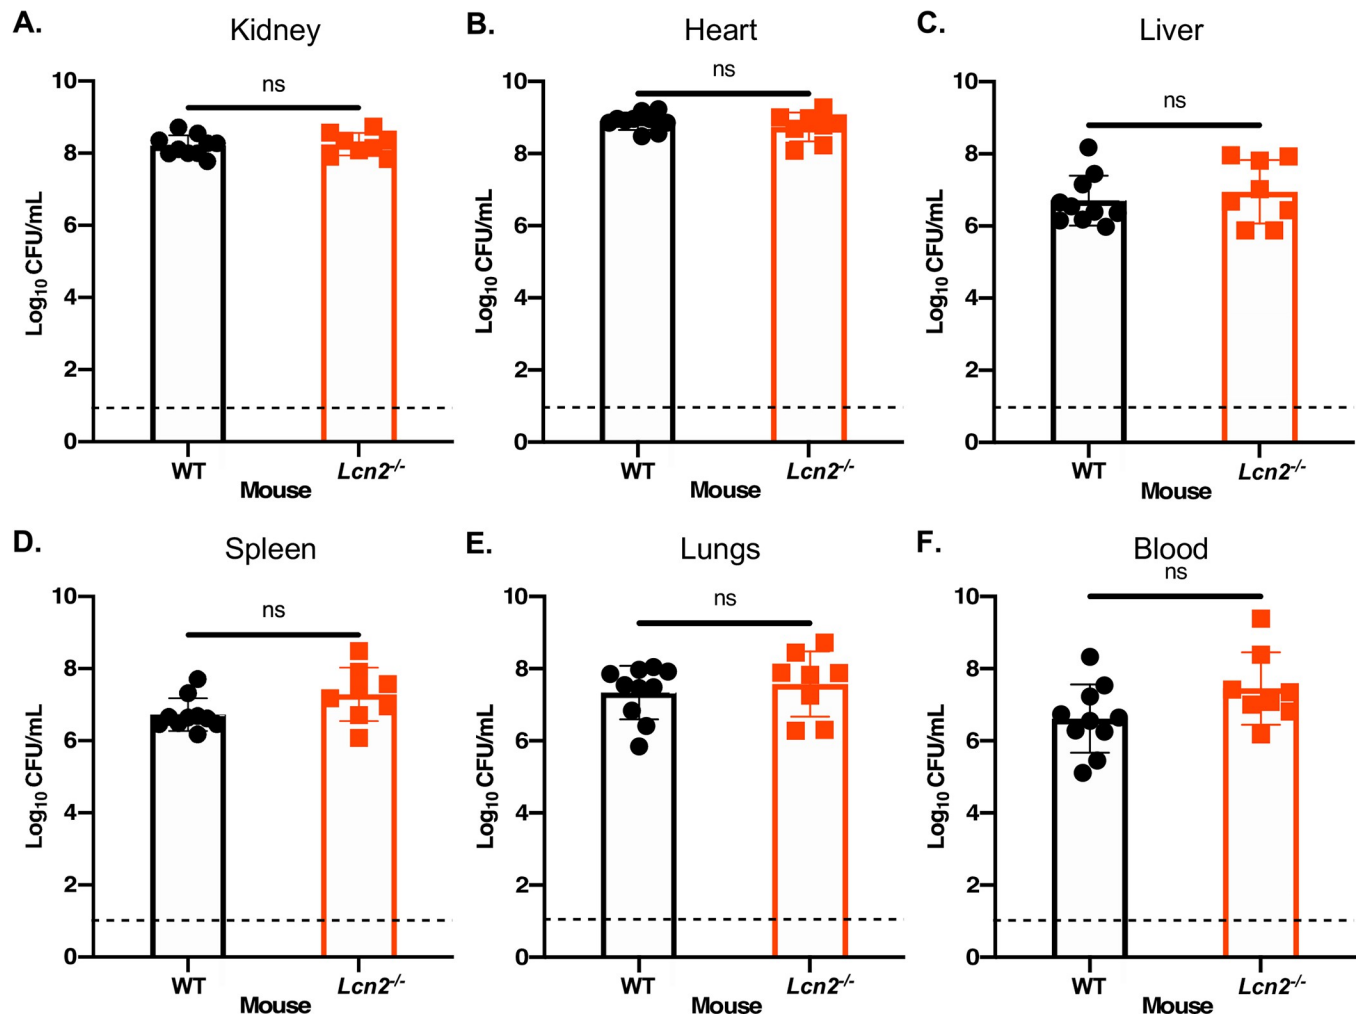 A.
Kidney
10
8
6
4
2
0
Log10 CFU/mL
ns
WT
Lcn2-/-
Mouse
B.
Heart
10
8
6
4
2
0
Log10 CFU/mL
ns
WT
Lcn2-/-
Mouse
C.
Liver
10
8
6
4
2
0
Log10 CFU/mL
ns
WT
Lcn2-/-
Mouse
D.
Spleen
10
8
6
4
2
0
Log10 CFU/mL
ns
WT
Lcn2-/-
Mouse
E.
Lungs
10
8
6
4
2
0
Log10 CFU/mL
ns
WT
Lcn2-/-
Mouse
F.
Blood
10
8
6
4
2
0
Log10 CFU/mL
ns
WT
Lcn2-/-
Mouse